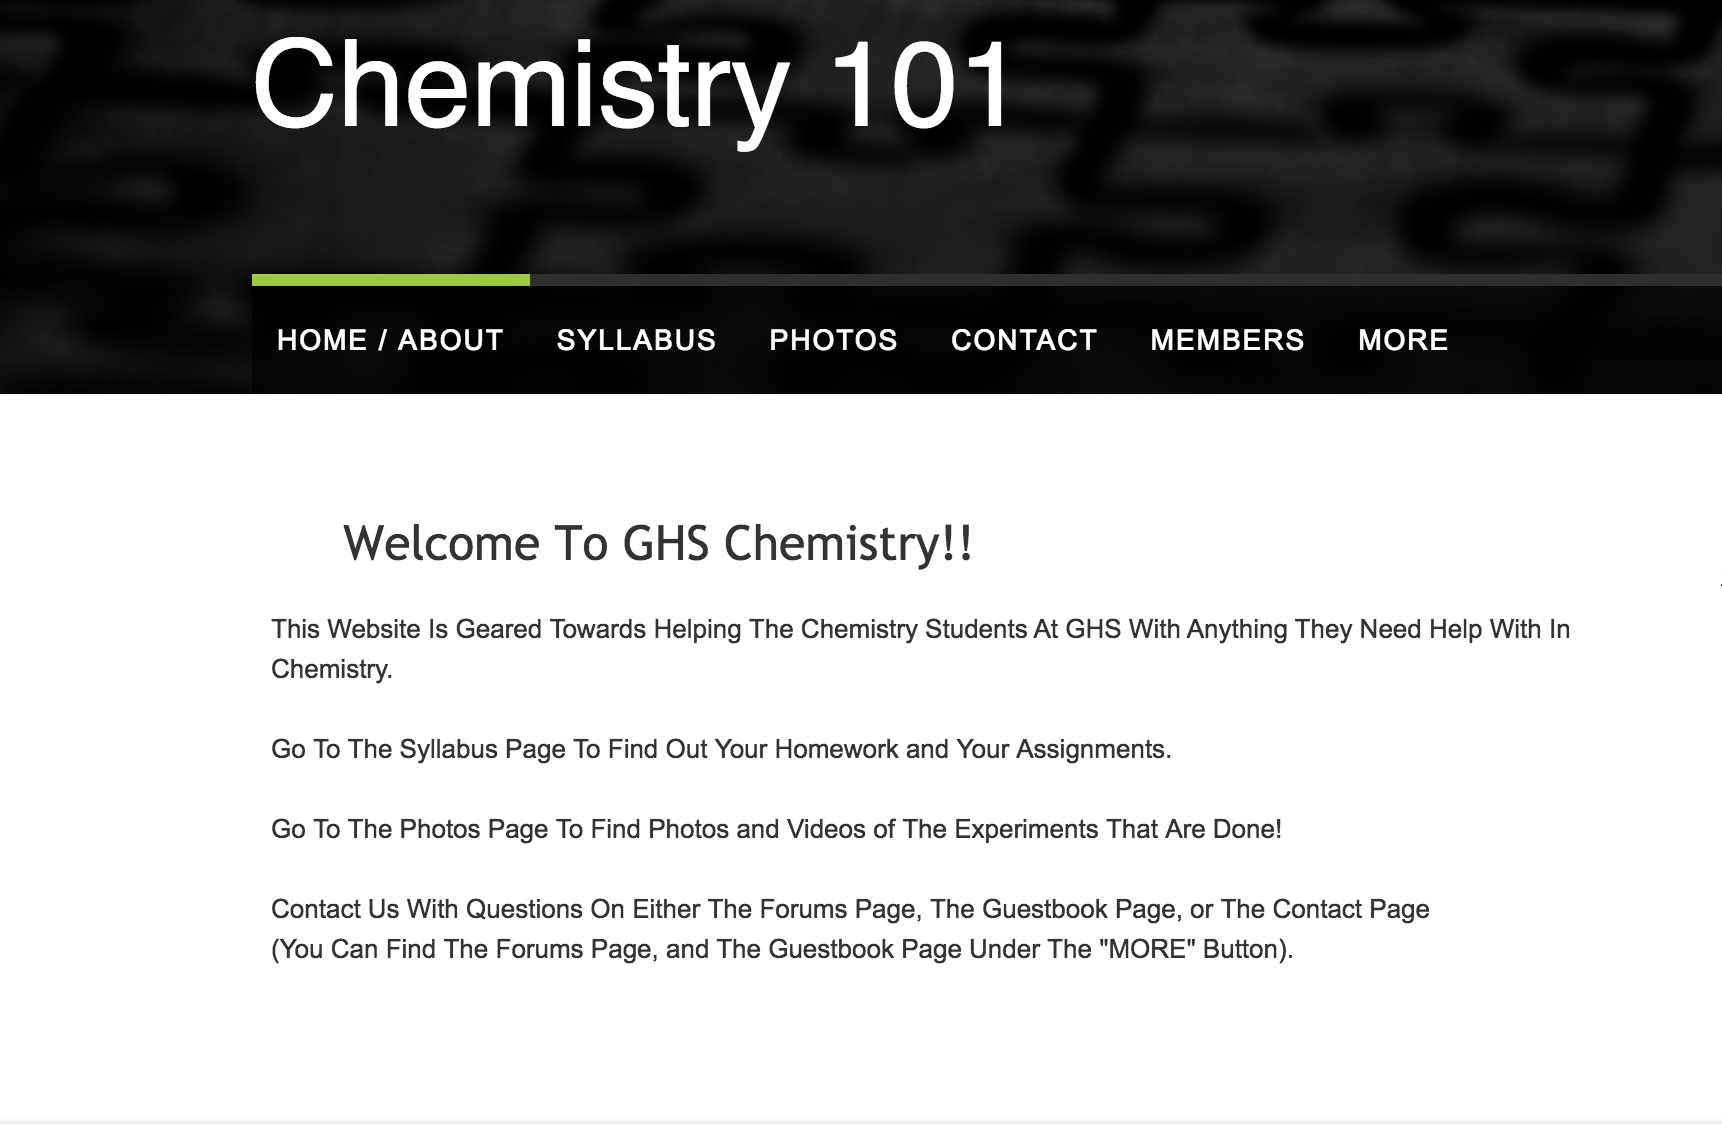 Chemistry 101
HOME / ABOUT SYLLABUS PHOTOS CONTACT MEMBERS MORE
Welcome To GHS Chemistry!!
This Website Is Geared Towards Helping The Chemistry Students At GHS With Anything They Need Help With In
Chemistry.
Go To The Syllabus Page To Find Out Your Homework and Your Assignments.
Go To The Photos Page To Find Photos and Videos of The Experiments That Are Done!
Contact Us With Questions On Either The Forums Page, The Guestbook Page, or The Contact Page
(You Can Find The Forums Page, and The Guestbook Page Under The "MORE" Button).